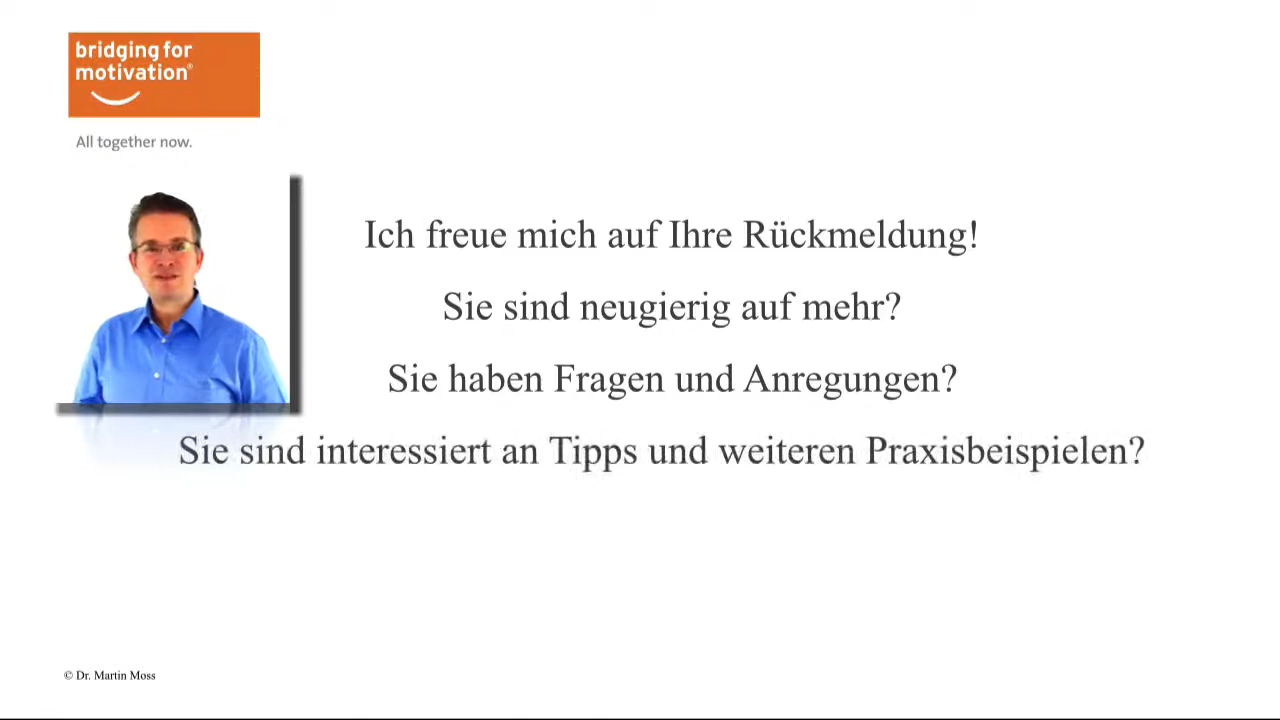 bridging for
motivation®
All together now.
Ich freue mich auf Ihre Rückmeldung!
Sie sind neugierig auf mehr?
Sie haben Fragen und Anregungen?
Sie sind interessiert an Tipps und weiteren Praxisbeispielen?
© Dr. Martin Moss